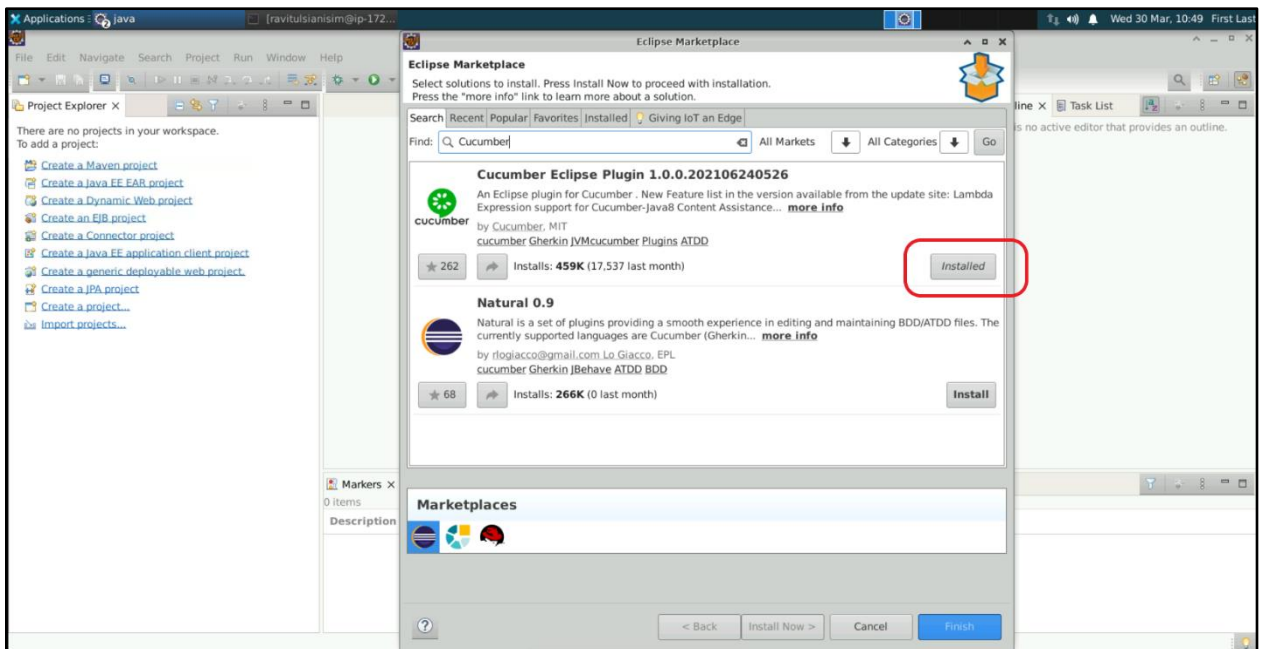 Applications : java [ravitulsianisim@ip-172... Wed 30 Mar, 10:49 First Last
File Edit Navigate Search Project Run Window Help
Project Explorer
There are no projects in your workspace.
To add a project:
Create a Maven project
Create a Java EE EAR project
Create a Dynamic Web project
Create an EJB project
Create a Connector project
Create a Java EE application client project
Create a generic deployable web project.
Create a JPA project
Create a project...
Import projects...
Eclipse Marketplace
Eclipse Marketplace
Select solutions to install. Press Install Now to proceed with installation.
Press the "more info" link to learn more about a solution.
Search Recent Popular Favorites Installed Giving IoT an Edge
Find: Cucumber All Markets All Categories Go
Cucumber Eclipse Plugin 1.0.0.202106240526
An Eclipse plugin for Cucumber . New Feature list in the version available from the update site: Lambda
Expression support for Cucumber-Java8 Content Assistance... more info
cucumber
by Cucumber, MIT
cucumber Gherkin JVMcucumber Plugins ATDD
262 Installs: 459K (17,537 last month) Installed
Natural 0.9
Natural is a set of plugins providing a smooth experience in editing and maintaining BDD/ATDD files. The
currently supported languages are Cucumber (Gherkin... more info
by rlogiacco@gmail.com Lo Giacco, EPL
cucumber Gherkin JBehave ATDD BDD
68 Installs: 266K (0 last month) Install
Marketplaces
? < Back Install Now > Cancel Finish
line Task List
is no active editor that provides an outline.
Markers
0 items
Description